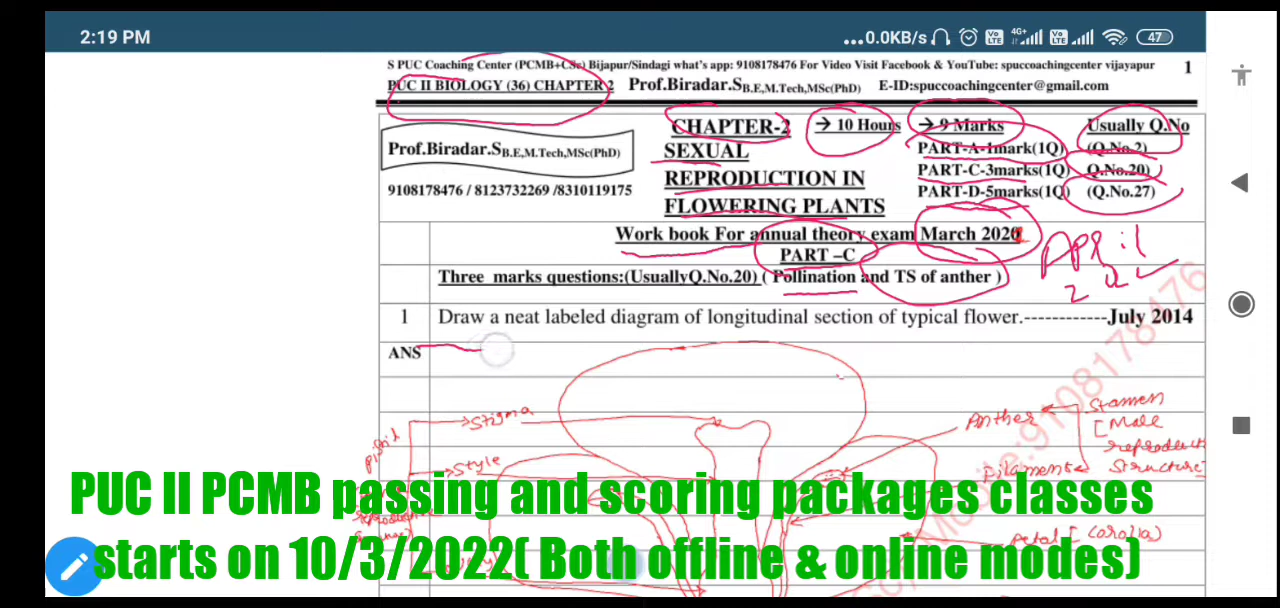 2:19 PM ...0.0KB/s 4G+ 47
S PUC Coaching Center (PCMB+CSc) Bijapur/Sindagi what's app: 9108178476 For Video Visit Facebook & YouTube: spuccoachingcenter vijayapur 1
PUC II BIOLOGY (36) CHAPTER 2 Prof.Biradar.S B.E,M.Tech,MSc(PhD) E-ID:spuccoachingcenter@gmail.com
CHAPTER-2 → 10 Hours → 9 Marks Usually Q.No
Prof.Biradar.S B.E,M.Tech,MSc(PhD) SEXUAL PART-A-1mark(1Q) (Q.No.2)
REPRODUCTION IN PART-C-3marks(1Q) (Q.No.20)
9108178476 / 8123732269 /8310119175 PART-D-5marks(1Q) (Q.No.27)
FLOWERING PLANTS
Work book For annual theory exam March 202
April
PART –C
Three marks questions:(UsuallyQ.No.20) ( Pollination and TS of anther )
1 Draw a neat labeled diagram of longitudinal section of typical flower.------------July 2014
ANS
Stigma Anther Stamen
[Male
pistil reproduct
Style Filament Structure]
PUC II PCMB passing and scoring packages classes
petal [corolla)
starts on 10/3/2022( Both offline & online modes)